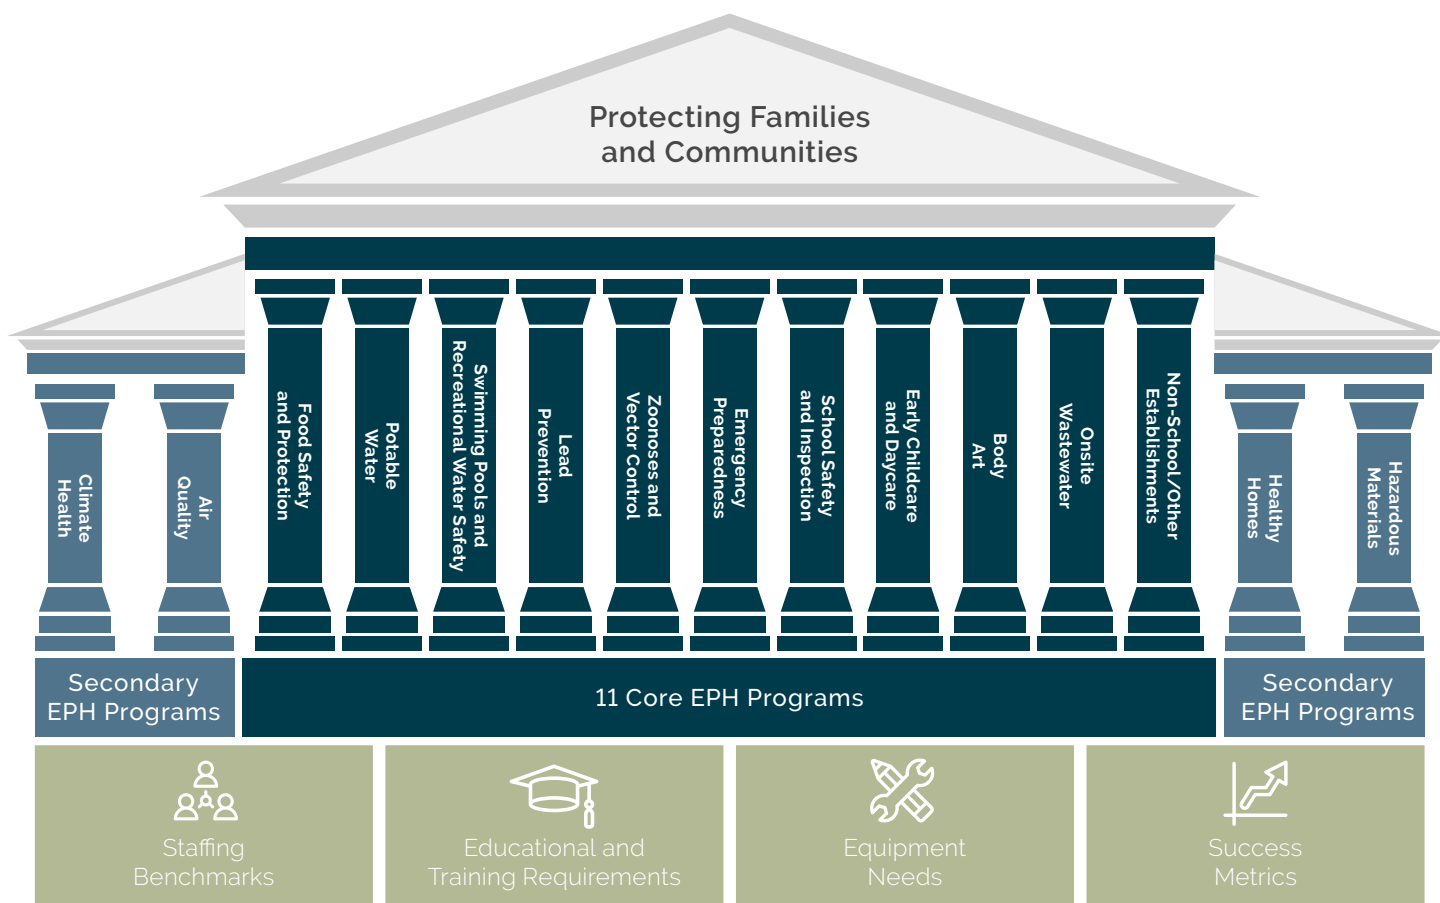 Protecting Families
and Communities
Climate
Health
Air
Quality
Food Safety
and Protection
Potable
Water
Swimming Pools and
Recreational Water Safety
Lead
Prevention
Zoonoses and
Vector Control
Emergency
Preparedness
School Safety
and Inspection
Early Childcare
and Daycare
Body
Art
Onsite
Wastewater
Non-School/Other
Establishments
Healthy
Homes
Hazardous
Materials
Secondary
EPH Programs
11 Core EPH Programs
Secondary
EPH Programs
Staffing
Benchmarks
Educational and
Training Requirements
Equipment
Needs
Success
Metrics